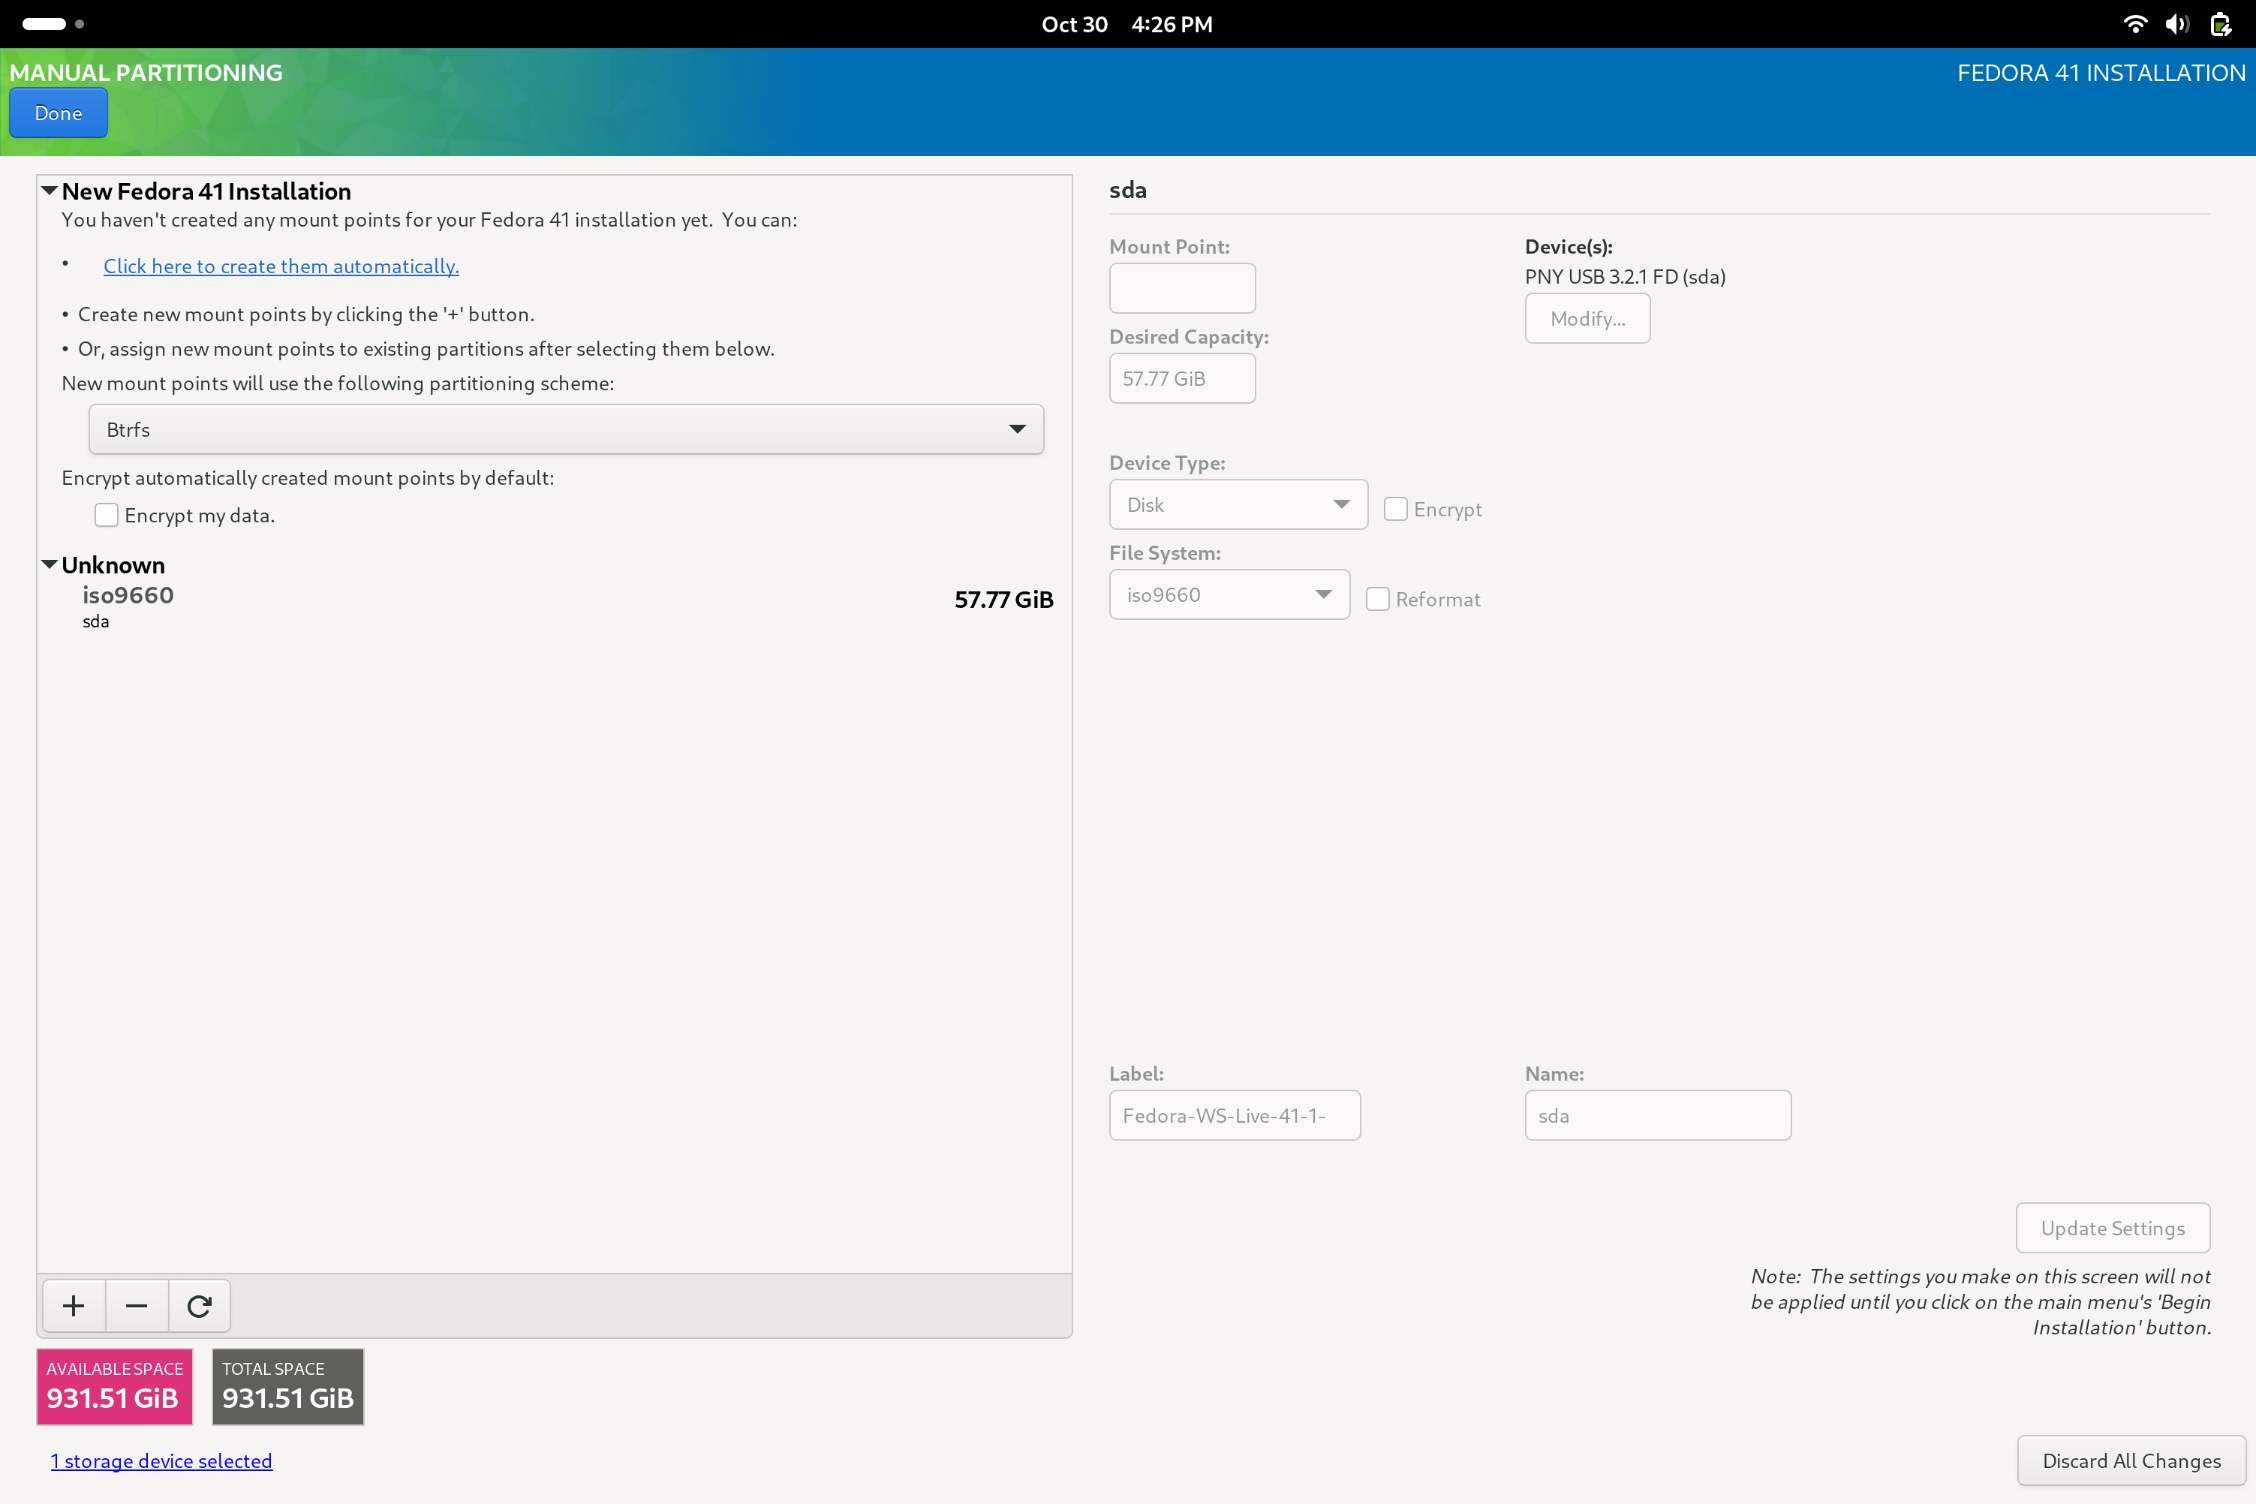 Oct 30 4:26 PM
MANUAL PARTITIONING
FEDORA 41 INSTALLATION
Done
New Fedora 41 Installation
You haven't created any mount points for your Fedora 41 installation yet. You can:
• Click here to create them automatically.
• Create new mount points by clicking the '+' button.
• Or, assign new mount points to existing partitions after selecting them below.
New mount points will use the following partitioning scheme:
Btrfs
Encrypt automatically created mount points by default:
Encrypt my data.
Unknown
iso9660
57.77 GiB
sda
AVAILABLE SPACE
931.51 GiB
TOTAL SPACE
931.51 GiB
1 storage device selected
sda
Mount Point:
Device(s):
PNY USB 3.2.1 FD (sda)
Modify...
Desired Capacity:
57.77 GiB
Device Type:
Disk
Encrypt
File System:
iso9660
Reformat
Label:
Fedora-WS-Live-41-1-
Name:
sda
Update Settings
Note: The settings you make on this screen will not
be applied until you click on the main menu's 'Begin
Installation' button.
Discard All Changes